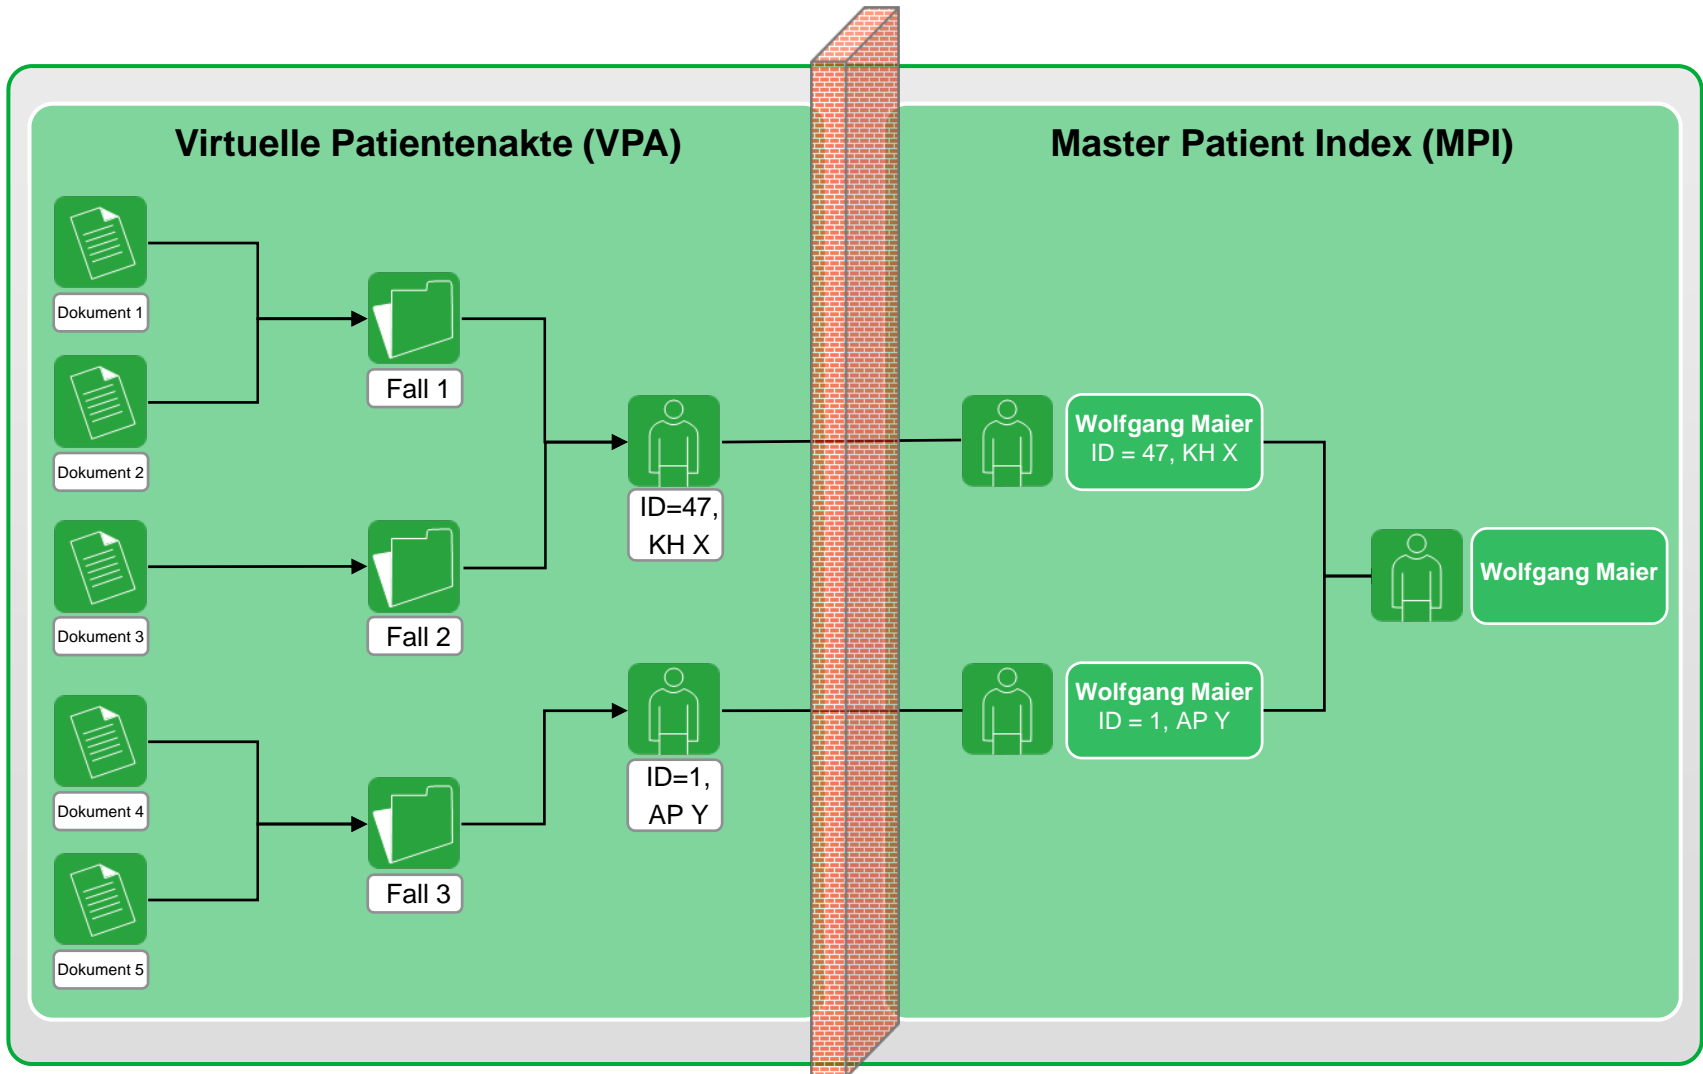 Virtuelle Patientenakte (VPA)
Master Patient Index (MPI)
Dokument 1
Dokument 2
Dokument 3
Dokument 4
Dokument 5
Fall 1
Fall 2
Fall 3
ID=47,
KH X
ID=1,
AP Y
Wolfgang Maier
ID = 47, KH X
Wolfgang Maier
ID = 1, AP Y
Wolfgang Maier